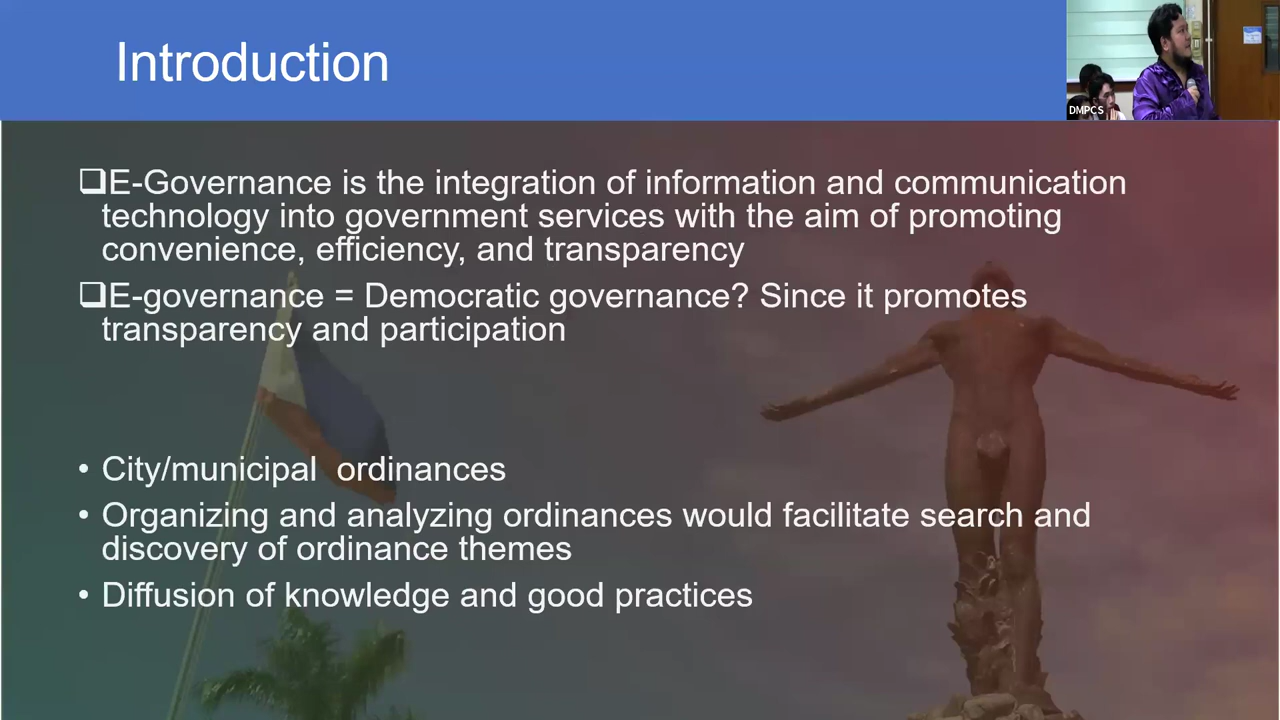 Introduction
DMPCS
❑E-Governance is the integration of information and communication
technology into government services with the aim of promoting
convenience, efficiency, and transparency
❑E-governance = Democratic governance? Since it promotes
transparency and participation
• City/municipal  ordinances
• Organizing and analyzing ordinances would facilitate search and
discovery of ordinance themes
• Diffusion of knowledge and good practices